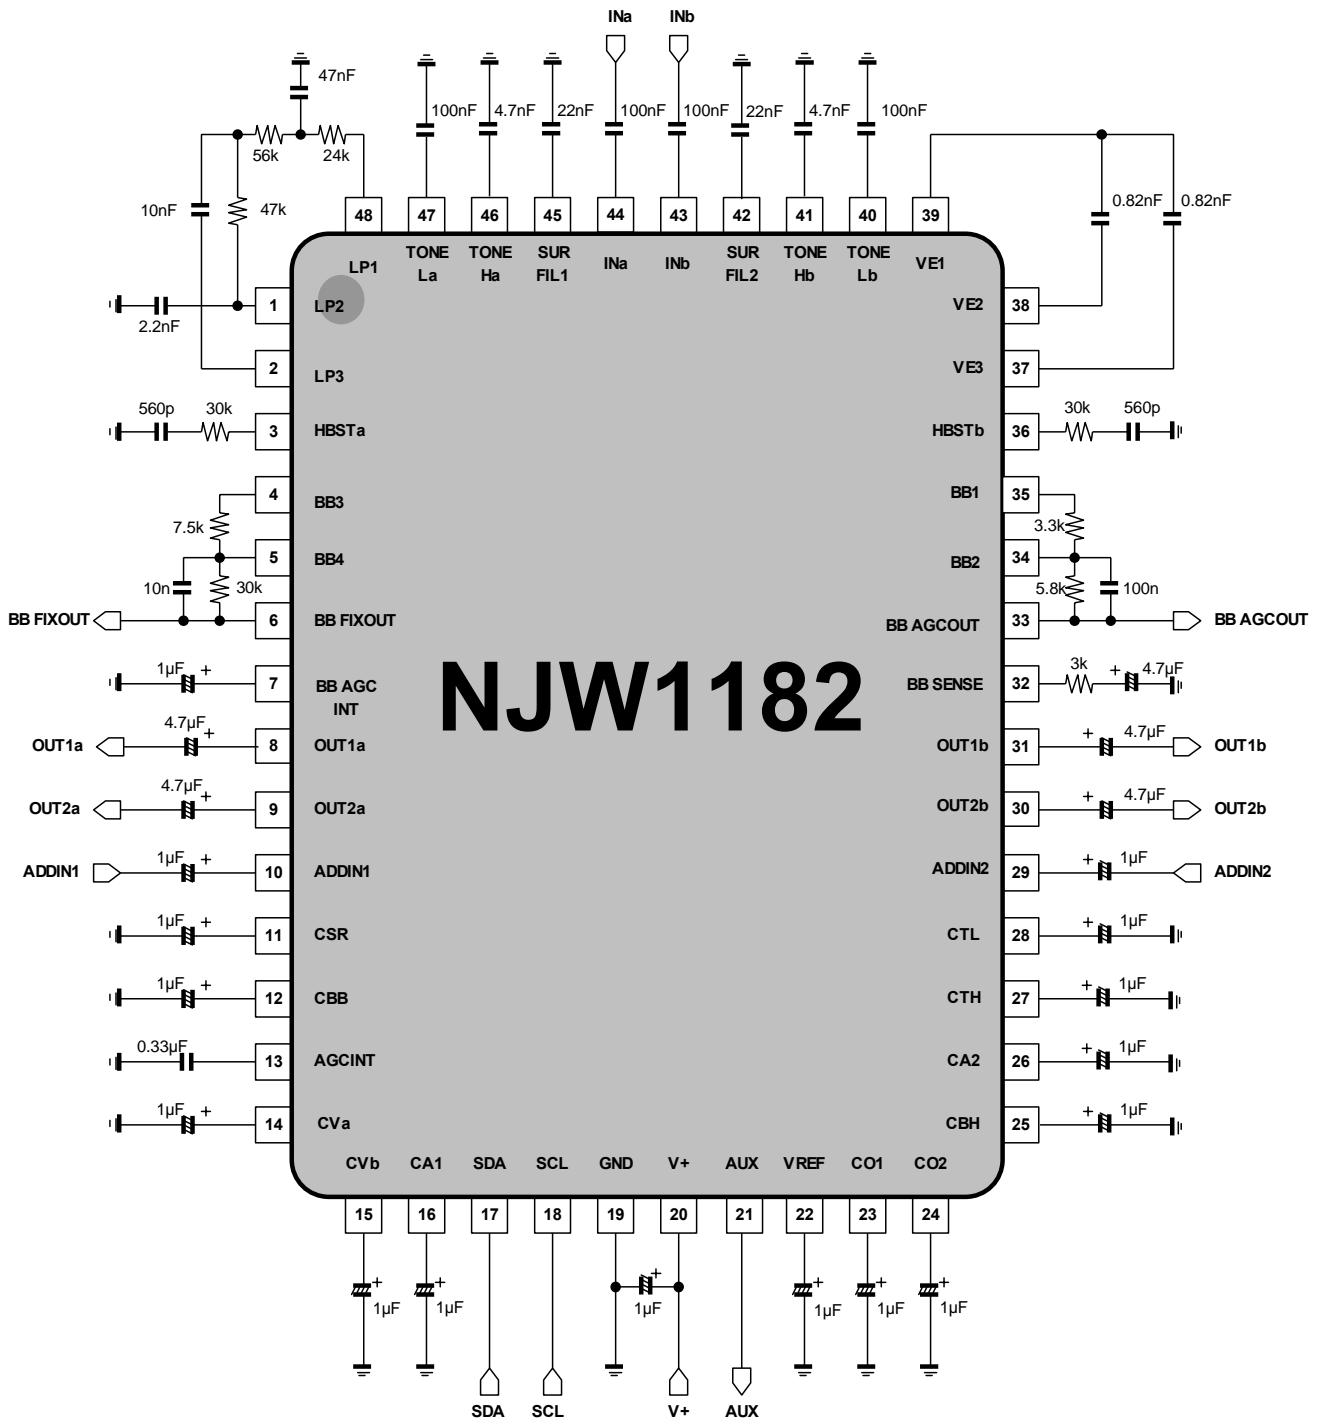 INa INb
47nF
100nF 4.7nF 22nF 100nF 100nF 22nF 4.7nF 100nF
56k 24k
10nF 47k 0.82nF 0.82nF
48 47 46 45 44 43 42 41 40 39
LP1 TONE La TONE Ha SUR FIL1 INa INb SUR FIL2 TONE Hb TONE Lb VE1
1 LP2 VE2 38
2.2nF
2 LP3 VE3 37
560p 30k 30k 560p
3 HBSTa HBSTb 36
4 BB3 BB1 35
7.5k 3.3k
5 BB4 BB2 34
10n 30k 5.8k 100n
BB FIXOUT 6 BB FIXOUT BB AGCOUT 33 BB AGCOUT
1µF + 3k + 4.7µF
7 BB AGC INT BB SENSE 32
NJW1182
4.7µF + + 4.7µF
OUT1a 8 OUT1a OUT1b 31 OUT1b
4.7µF + + 4.7µF
OUT2a 9 OUT2a OUT2b 30 OUT2b
1µF + + 1µF
ADDIN1 10 ADDIN1 ADDIN2 29 ADDIN2
1µF + + 1µF
11 CSR CTL 28
1µF + + 1µF
12 CBB CTH 27
0.33µF + 1µF
13 AGCINT CA2 26
1µF + + 1µF
14 CVa CBH 25
CVb CA1 SDA SCL GND V+ AUX VREF CO1 CO2
15 16 17 18 19 20 21 22 23 24
+ + + + + +
1µF 1µF 1µF 1µF 1µF 1µF
SDA SCL V+ AUX